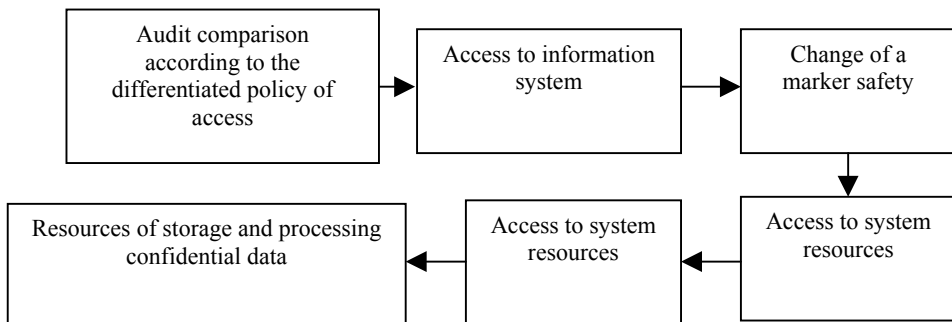 Audit comparison
according to the
differentiated policy of
access
Access to information
system
Change of a
marker safety
Access to system
resources
Access to system
resources
Resources of storage and processing
confidential data